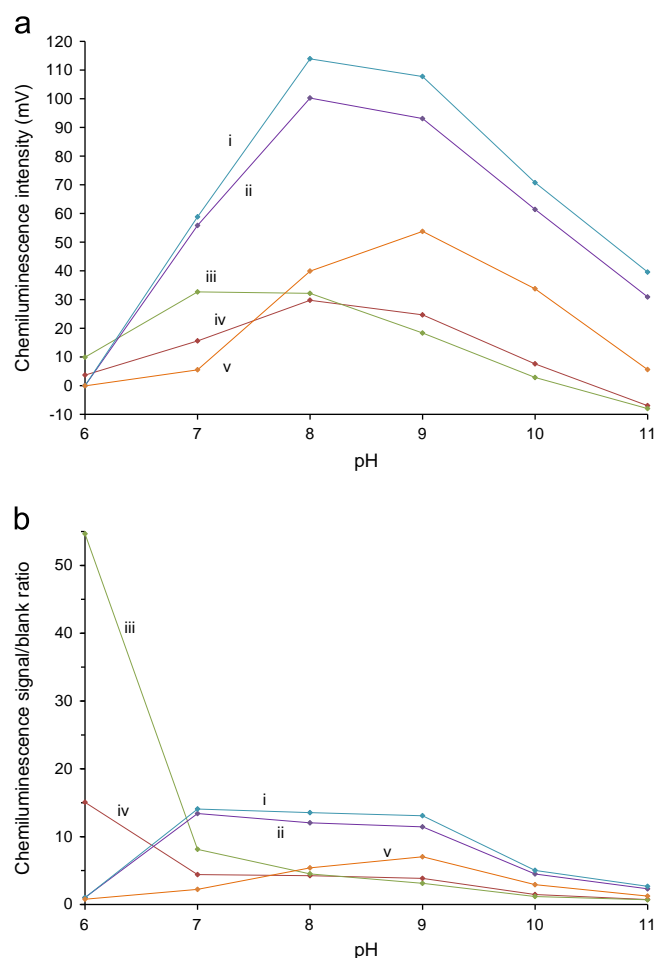 a
Chemiluminescence intensity (mV)
120
110
100
90
80
70
60
50
40
30
20
10
0
-10
i
ii
iii
iv
v
6 7 8 9 10 11
pH
b
Chemiluminescence signal/blank ratio
50
40
30
20
10
0
iii
iv
i
ii
v
6 7 8 9 10 11
pH